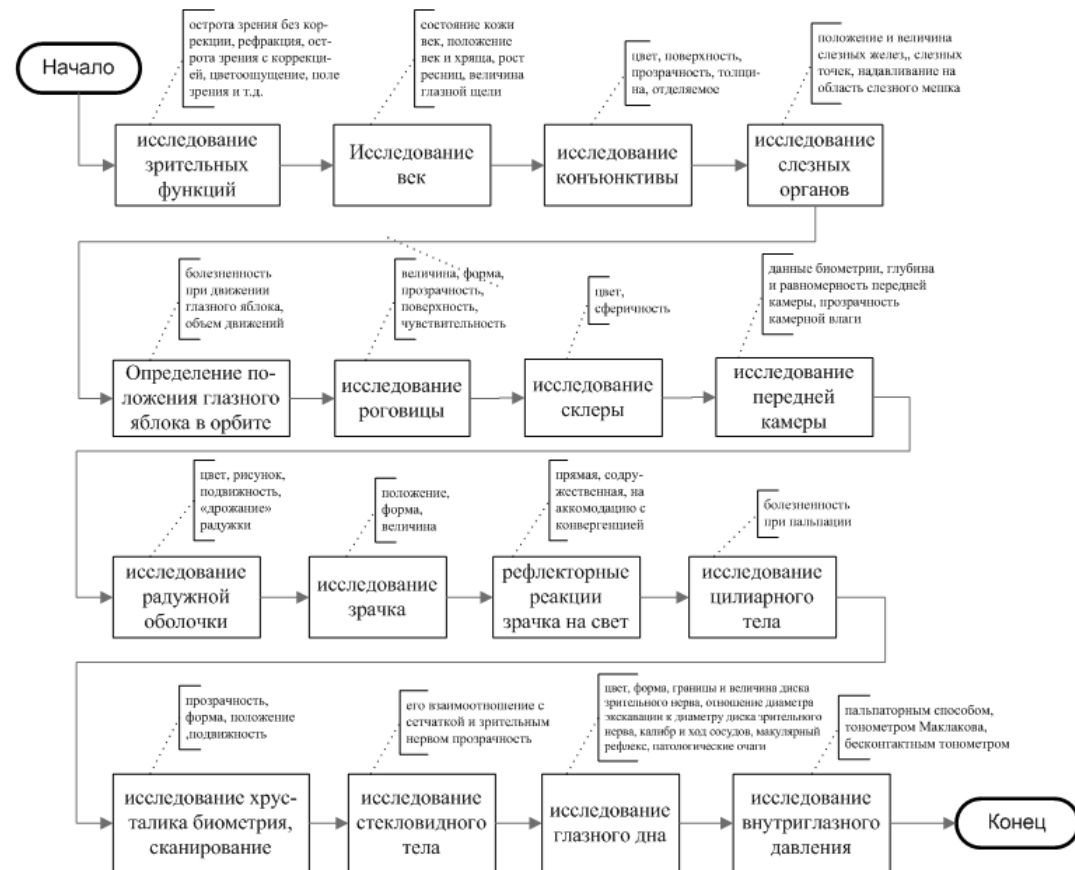 Начало
острота зрения без кор-
рекции, рефракция, ост-
рота зрения с коррекци-
ей, цветоощущение, поле
зрения и т.д.
состояние кожи
век, положение
век и хряща, рост
ресниц, величина
глазной щели
цвет, поверхность,
прозрачность, толщи-
на, отделяемое
положение и величина
слезных желез,, слезных
точек, надавливание на
область слезного мешка
исследование
зрительных
функций
Исследование
век
исследование
конъюнктивы
исследование
слезных
органов
болезненность
при движении
глазного яблока,
объем движений
величина, форма,
прозрачность,
поверхность,
чувствительность
цвет,
сферичность
данные биометрии, глубина
и равномерность передней
камеры, прозрачность
камерной влаги
Определение по-
ложения глазного
яблока в орбите
исследование
роговицы
исследование
склеры
исследование
передней
камеры
цвет, рисунок,
подвижность,
«дрожание»
радужки
положение,
форма,
величина
прямая, содру-
жественная, на
аккомодацию с
конвергенцией
болезненность
при пальпации
исследование
радужной
оболочки
исследование
зрачка
рефлекторные
реакции
зрачка на свет
исследование
цилиарного
тела
прозрачность,
форма, положение
,подвижность
его взаимоотношение с
сетчаткой и зрительным
нервом прозрачность
цвет, форма, границы и величина диска
зрительного нерва, отношение диаметра
экскавации к диаметру диска зрительного
нерва, калибр и ход сосудов, макулярный
рефлекс, патологические очаги
пальпаторным способом,
тонометром Маклакова,
бесконтактным тонометром
исследование хрус-
талика биометрия,
сканирование
исследование
стекловидного
тела
исследование
глазного дна
исследование
внутриглазного
давления
Конец